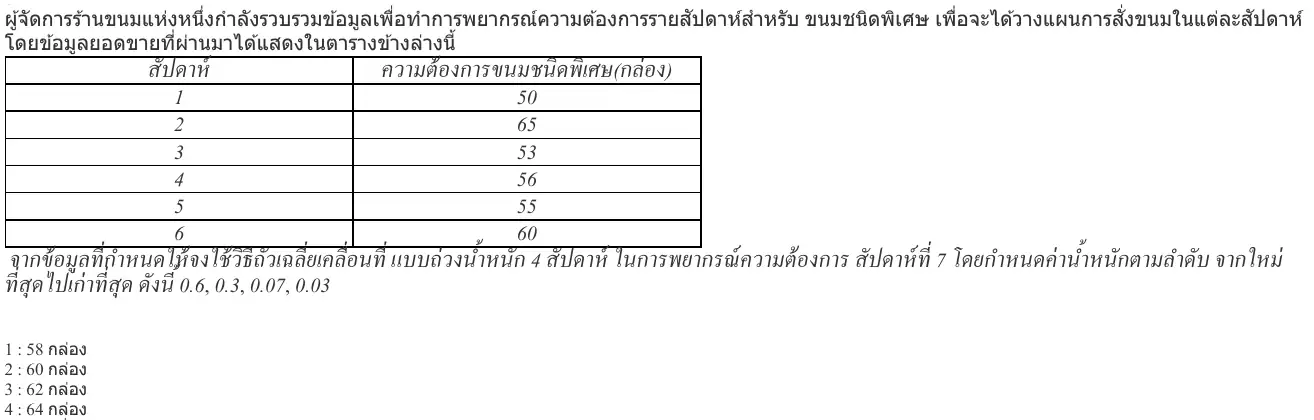 ผู้จัดการร้านขนมแห่งหนึ่งกำลังรวบรวมข้อมูลเพื่อทำการพยากรณ์ความต้องการรายสัปดาห์สำหรับ ขนมชนิดพิเศษ เพื่อจะได้วางแผนการสั่งขนมในแต่ละสัปดาห์
โดยข้อมูลยอดขายที่ผ่านมาได้แสดงในตารางข้างล่างนี้
สัปดาห์ ความต้องการขนมชนิดพิเศษ(กล่อง)
1 50
2 65
3 53
4 56
5 55
6 60
จากข้อมูลที่กำหนดให้จงใช้วิธีถัวเฉลี่ยเคลื่อนที่ แบบถ่วงน้ำหนัก 4 สัปดาห์ ในการพยากรณ์ความต้องการ สัปดาห์ที่ 7 โดยกำหนดค่าน้ำหนักตามลำดับ จากใหม่
ที่สุดไปเก่าที่สุด ดังนี้ 0.6, 0.3, 0.07, 0.03
1 : 58 กล่อง
2 : 60 กล่อง
3 : 62 กล่อง
4 : 64 กล่อง